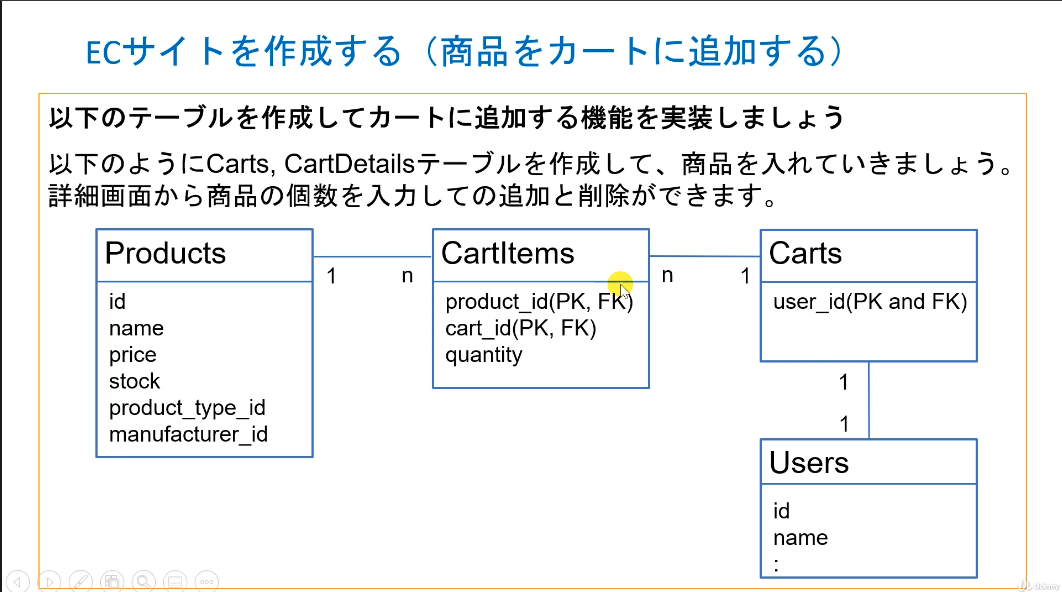 ECサイトを作成する（商品をカートに追加する）
以下のテーブルを作成してカートに追加する機能を実装しましょう
以下のようにCarts, CartDetailsテーブルを作成して、商品を入れていきましょう。
詳細画面から商品の個数を入力しての追加と削除ができます。
Products
id
name
price
stock
product_type_id
manufacturer_id
1
n
CartItems
product_id(PK, FK)
cart_id(PK, FK)
quantity
n
1
Carts
user_id(PK and FK)
1
1
Users
id
name
:
Udemy